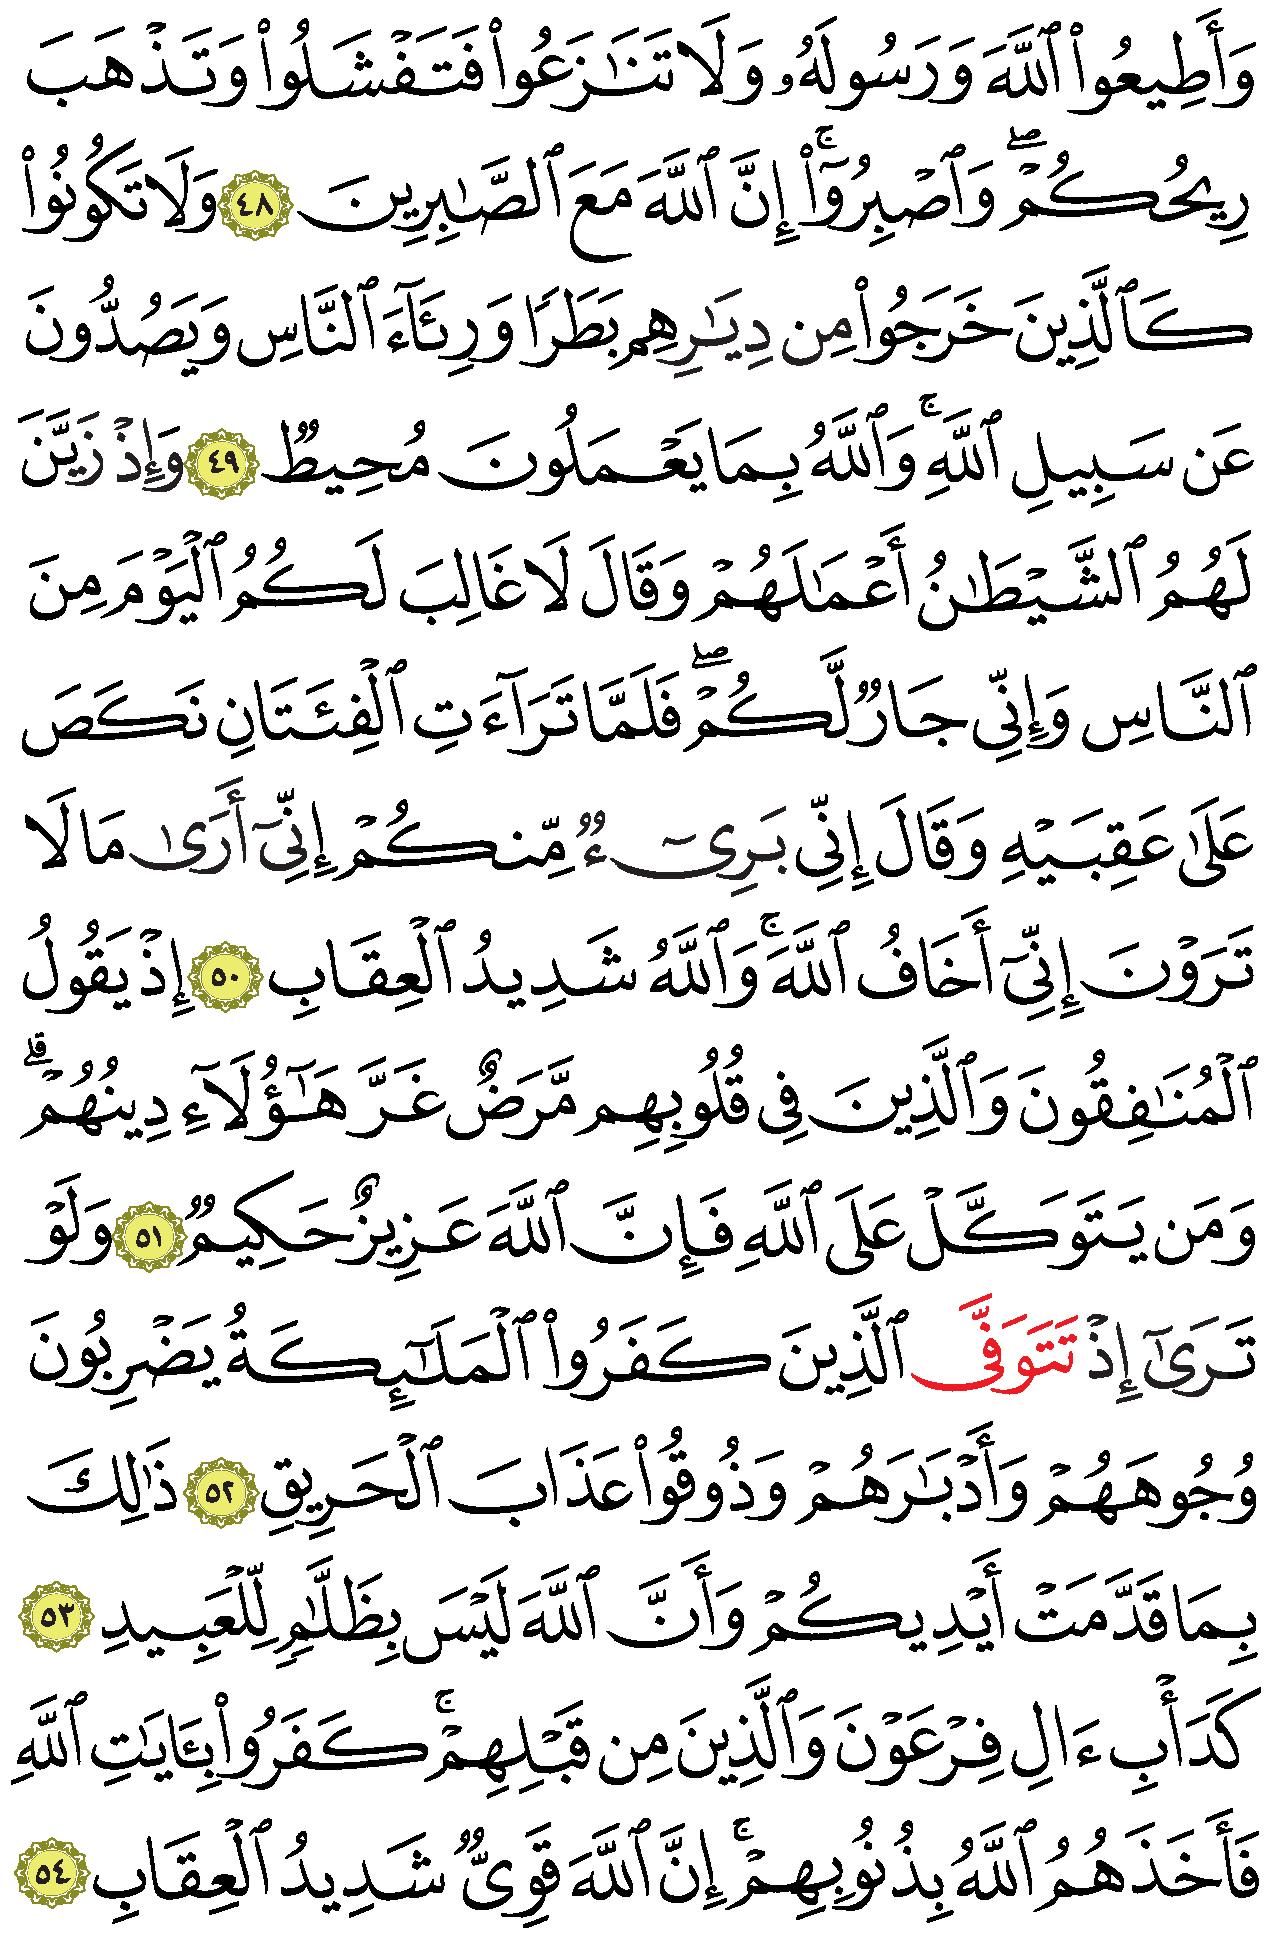 وَأَطِيعُوا۟ ٱللَّهَ وَرَسُولَهُۥ وَلَا تَنَٰزَعُوا۟ فَتَفْشَلُوا۟ وَتَذْهَبَ
رِيحُكُمْ ۖ وَٱصْبِرُوٓا۟ ۚ إِنَّ ٱللَّهَ مَعَ ٱلصَّٰبِرِينَ ٤٨ وَلَا تَكُونُوا۟
كَٱلَّذِينَ خَرَجُوا۟ مِن دِيَٰرِهِم بَطَرًا وَرِئَآءَ ٱلنَّاسِ وَيَصُدُّونَ
عَن سَبِيلِ ٱللَّهِ ۚ وَٱللَّهُ بِمَا يَعْمَلُونَ مُحِيطٌ ٤٩ وَإِذْ زَيَّنَ
لَهُمُ ٱلشَّيْطَٰنُ أَعْمَٰلَهُمْ وَقَالَ لَا غَالِبَ لَكُمُ ٱلْيَوْمَ مِنَ
ٱلنَّاسِ وَإِنِّى جَارٌ لَّكُمْ ۖ فَلَمَّا تَرَآءَتِ ٱلْفِئَتَانِ نَكَصَ
عَلَىٰ عَقِبَيْهِ وَقَالَ إِنِّى بَرِىٓءٌ مِّنكُمْ إِنِّىٓ أَرَىٰ مَا لَا
تَرَوْنَ إِنِّىٓ أَخَافُ ٱللَّهَ ۚ وَٱللَّهُ شَدِيدُ ٱلْعِقَابِ ٥٠ إِذْ يَقُولُ
ٱلْمُنَٰفِقُونَ وَٱلَّذِينَ فِى قُلُوبِهِم مَّرَضٌ غَرَّ هَٰٓؤُلَآءِ دِينُهُمْ ۗ
وَمَن يَتَوَكَّلْ عَلَى ٱللَّهِ فَإِنَّ ٱللَّهَ عَزِيزٌ حَكِيمٌ ٥١ وَلَوْ
تَرَىٰٓ إِذْ تَتَوَفَّى ٱلَّذِينَ كَفَرُوا۟ ٱلْمَلَٰٓئِكَةُ يَضْرِبُونَ
وُجُوهَهُمْ وَأَدْبَٰرَهُمْ وَذُوقُوا۟ عَذَابَ ٱلْحَرِيقِ ٥٢ ذَٰلِكَ
بِمَا قَدَّمَتْ أَيْدِيكُمْ وَأَنَّ ٱللَّهَ لَيْسَ بِظَلَّٰمٍ لِّلْعَبِيدِ ٥٣
كَدَأْبِ ءَالِ فِرْعَوْنَ وَٱلَّذِينَ مِن قَبْلِهِمْ ۚ كَفَرُوا۟ بِـَٔايَٰتِ ٱللَّهِ
فَأَخَذَهُمُ ٱللَّهُ بِذُنُوبِهِمْ ۚ إِنَّ ٱللَّهَ قَوِىٌّ شَدِيدُ ٱلْعِقَابِ ٥٤